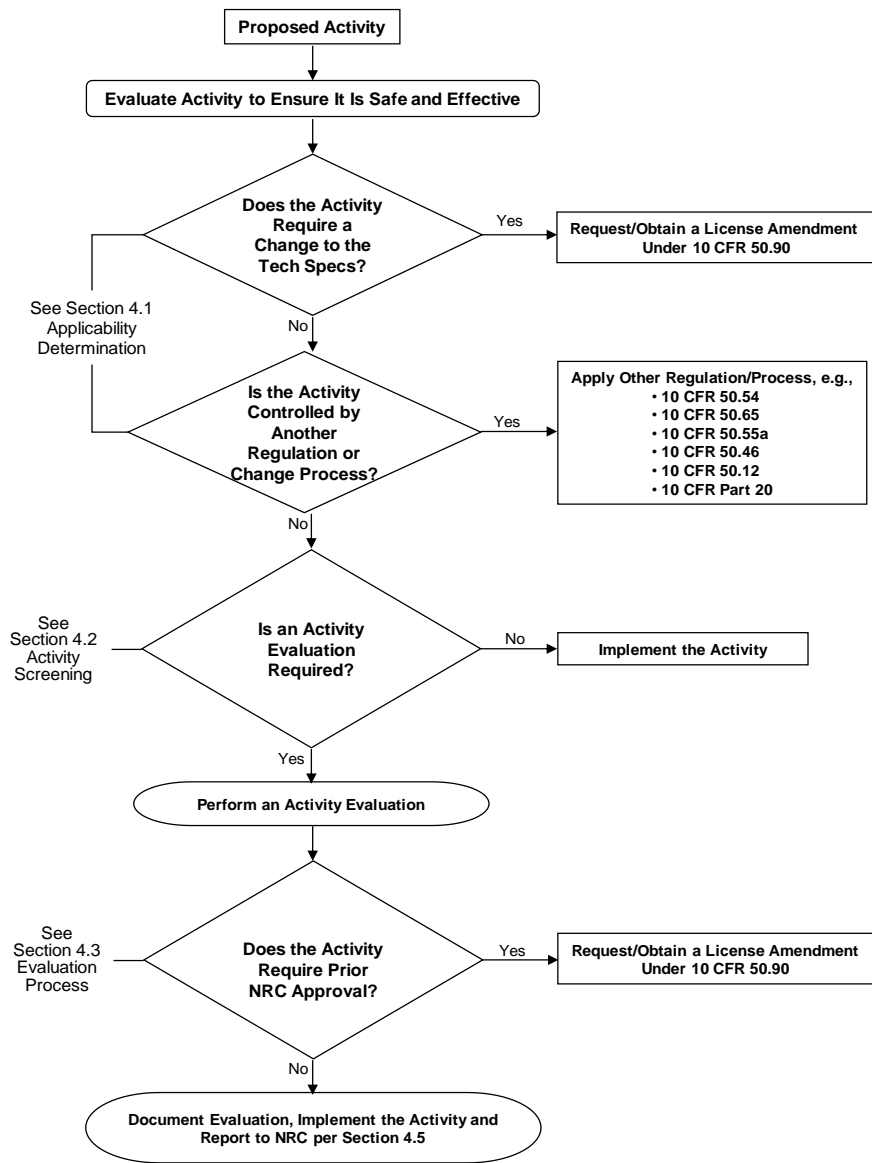 Proposed Activity
Evaluate Activity to Ensure It Is Safe and Effective
Does the Activity
Require a
Change to the
Tech Specs?
Yes
Request/Obtain a License Amendment
Under 10 CFR 50.90
See Section 4.1
Applicability
Determination
No
Is the Activity
Controlled by
Another
Regulation or
Change Process?
Yes
Apply Other Regulation/Process, e.g.,
• 10 CFR 50.54
• 10 CFR 50.65
• 10 CFR 50.55a
• 10 CFR 50.46
• 10 CFR 50.12
• 10 CFR Part 20
No
See
Section 4.2
Activity
Screening
Is an Activity
Evaluation
Required?
No
Implement the Activity
Yes
Perform an Activity Evaluation
See
Section 4.3
Evaluation
Process
Does the Activity
Require Prior
NRC Approval?
Yes
Request/Obtain a License Amendment
Under 10 CFR 50.90
No
Document Evaluation, Implement the Activity and
Report to NRC per Section 4.5